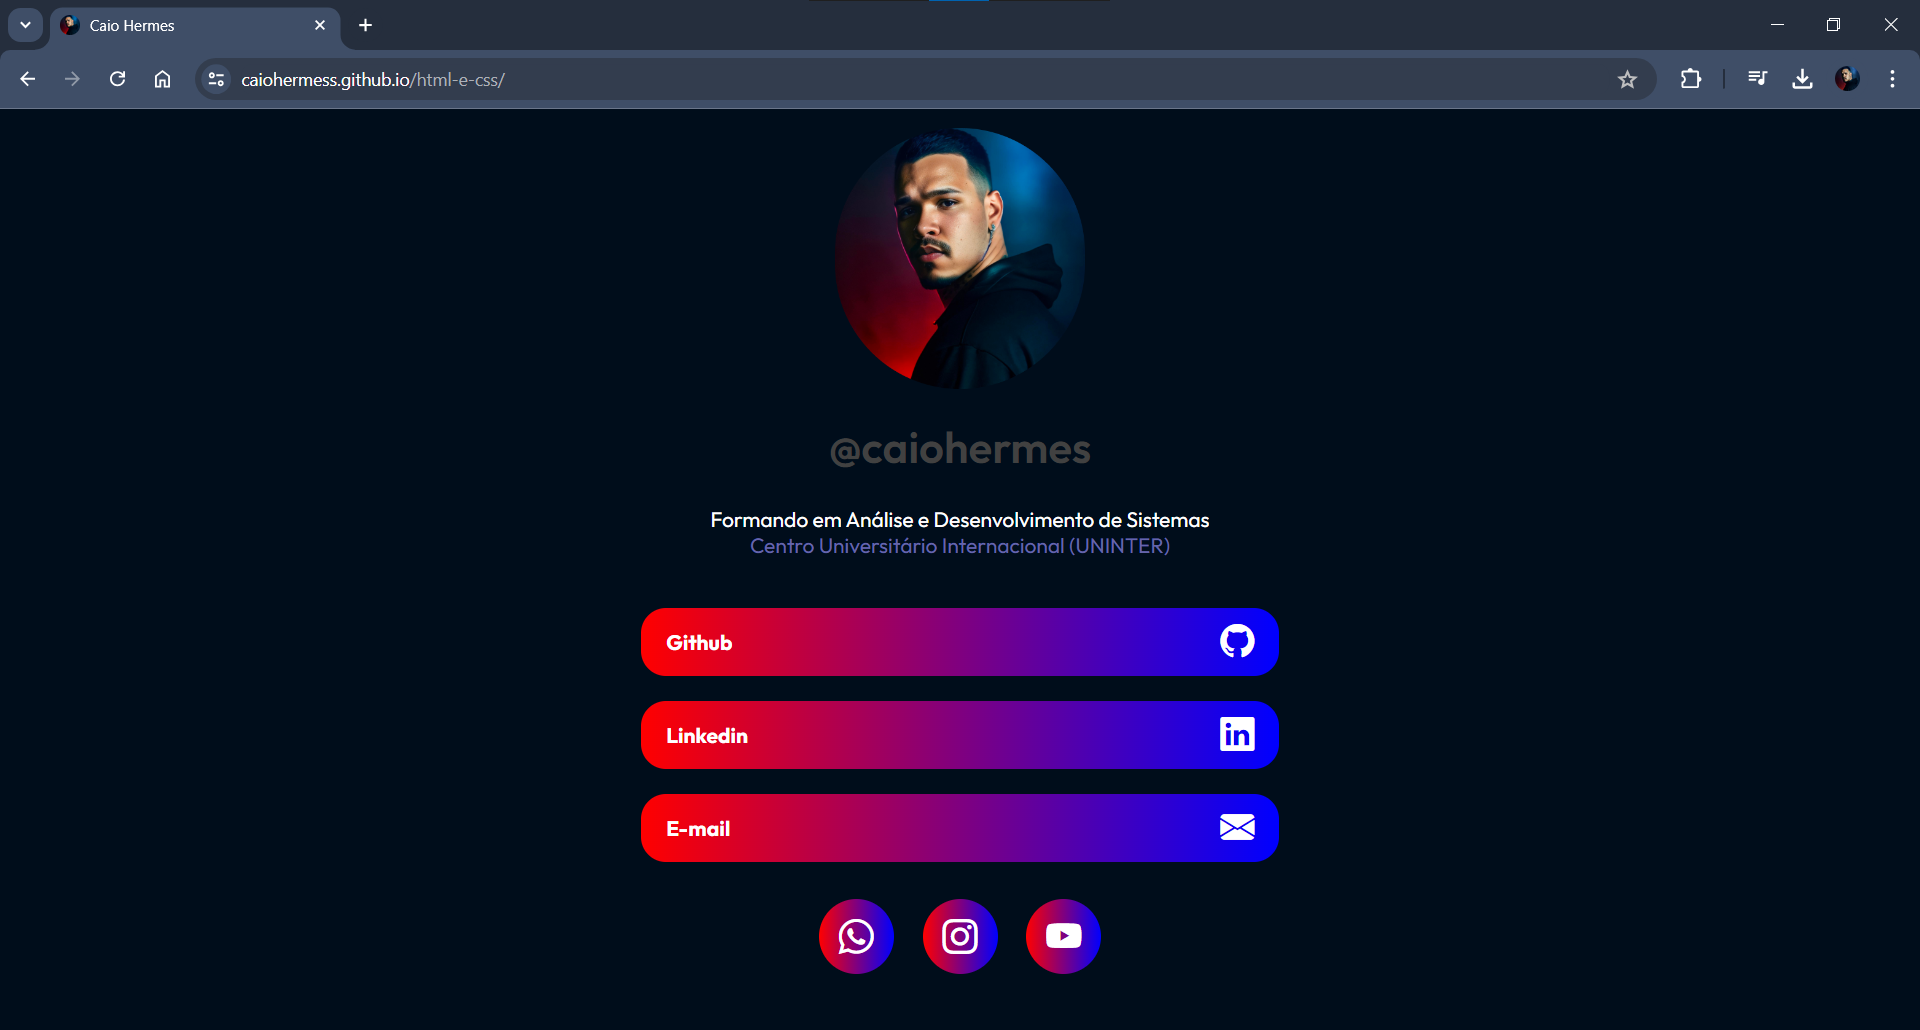 Caio Hermes
caiohermess.github.io/html-e-css/
@caiohermes
Formando em Análise e Desenvolvimento de Sistemas
Centro Universitário Internacional (UNINTER)
Github
Linkedin
in
E-mail